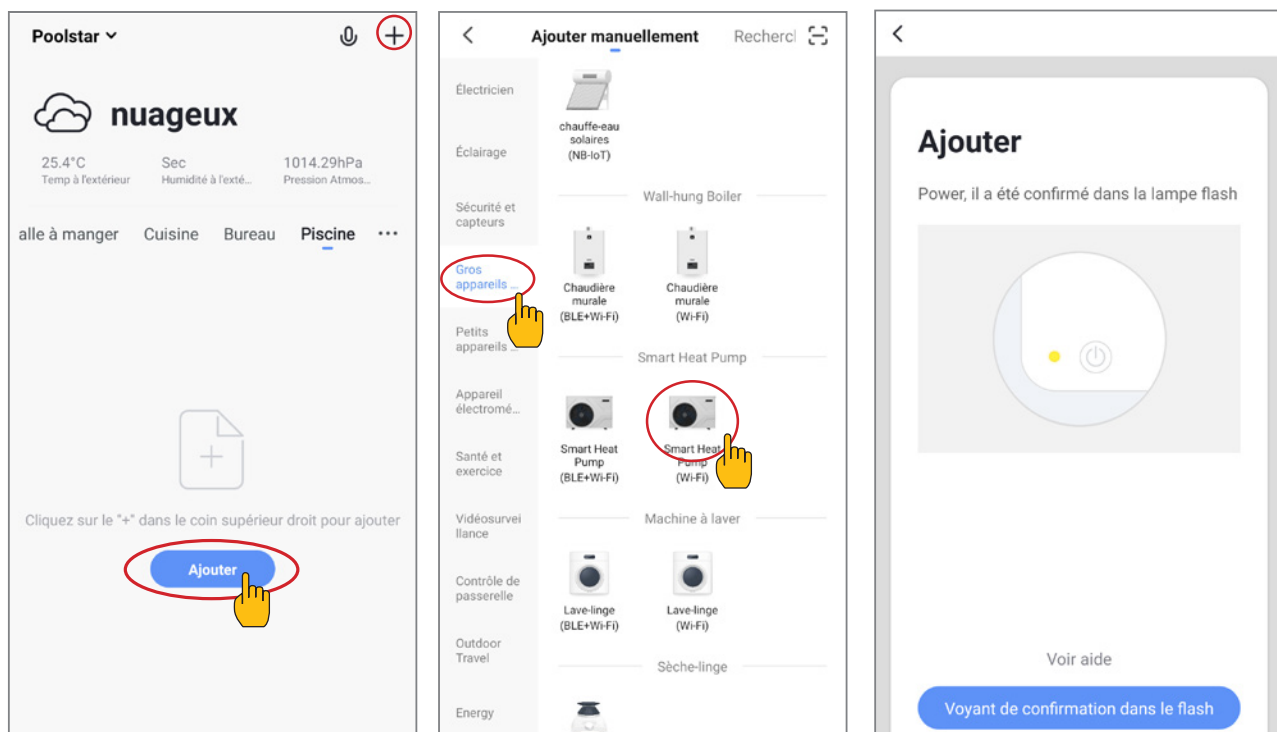 Poolstar
nuageux
25.4°C Sec 1014.29hPa
Temp à l'extérieur Humidité à l'exté... Pression Atmos...
alle à manger Cuisine Bureau Piscine ...
Cliquez sur le "+" dans le coin supérieur droit pour ajouter
Ajouter
Ajouter manuellement Recherc
Électricien
Éclairage
Sécurité et
capteurs
Gros
appareils ...
Petits
appareils ...
Appareil
électromé...
Santé et
exercice
Vidéosurvei
llance
Contrôle de
passerelle
Outdoor
Travel
Energy
chauffe-eau
solaires
(NB-IoT)
Wall-hung Boiler
Chaudière
murale
(BLE+Wi-Fi)
Chaudière
murale
(Wi-Fi)
Smart Heat Pump
Smart Heat
Pump
(BLE+Wi-Fi)
Smart Heat
Pump
(Wi-Fi)
Machine à laver
Lave-linge
(BLE+Wi-Fi)
Lave-linge
(Wi-Fi)
Sèche-linge
Ajouter
Power, il a été confirmé dans la lampe flash
Voir aide
Voyant de confirmation dans le flash